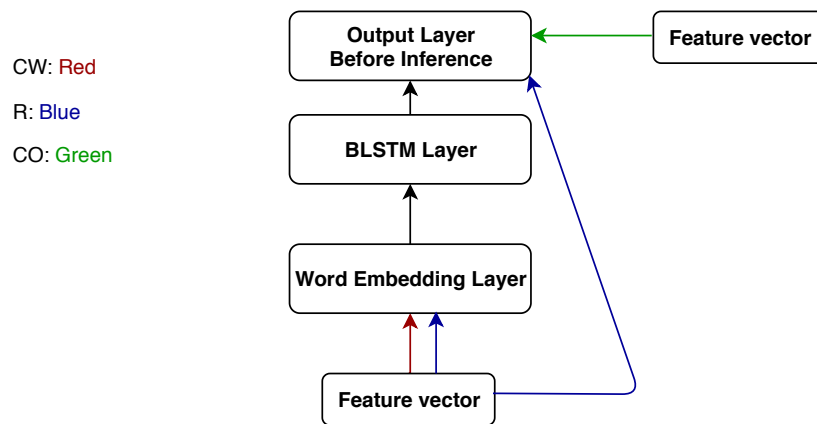 Output Layer
Before Inference
Feature vector
CW: Red
R: Blue
CO: Green
BLSTM Layer
Word Embedding Layer
Feature vector